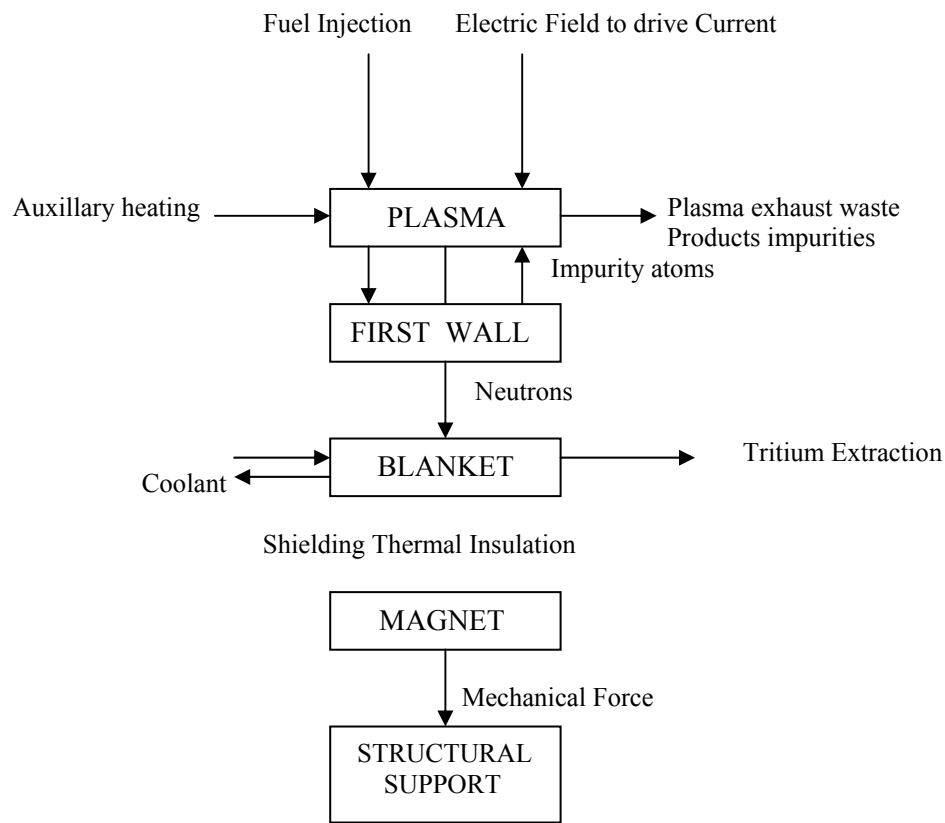 Fuel Injection
Electric Field to drive Current
Auxillary heating
PLASMA
Plasma exhaust waste
Products impurities
Impurity atoms
FIRST WALL
Neutrons
BLANKET
Tritium Extraction
Coolant
Shielding Thermal Insulation
MAGNET
Mechanical Force
STRUCTURAL
SUPPORT